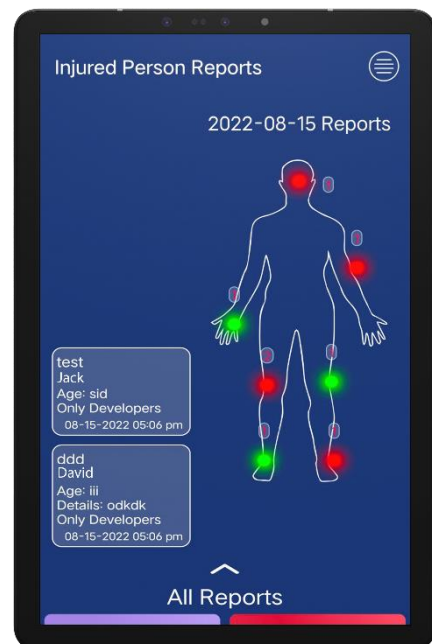 Injured Person Reports
2022-08-15 Reports
test
Jack
Age: sid
Only Developers
08-15-2022 05:06 pm
ddd
David
Age: iii
Details: odkdk
Only Developers
08-15-2022 05:06 pm
All Reports